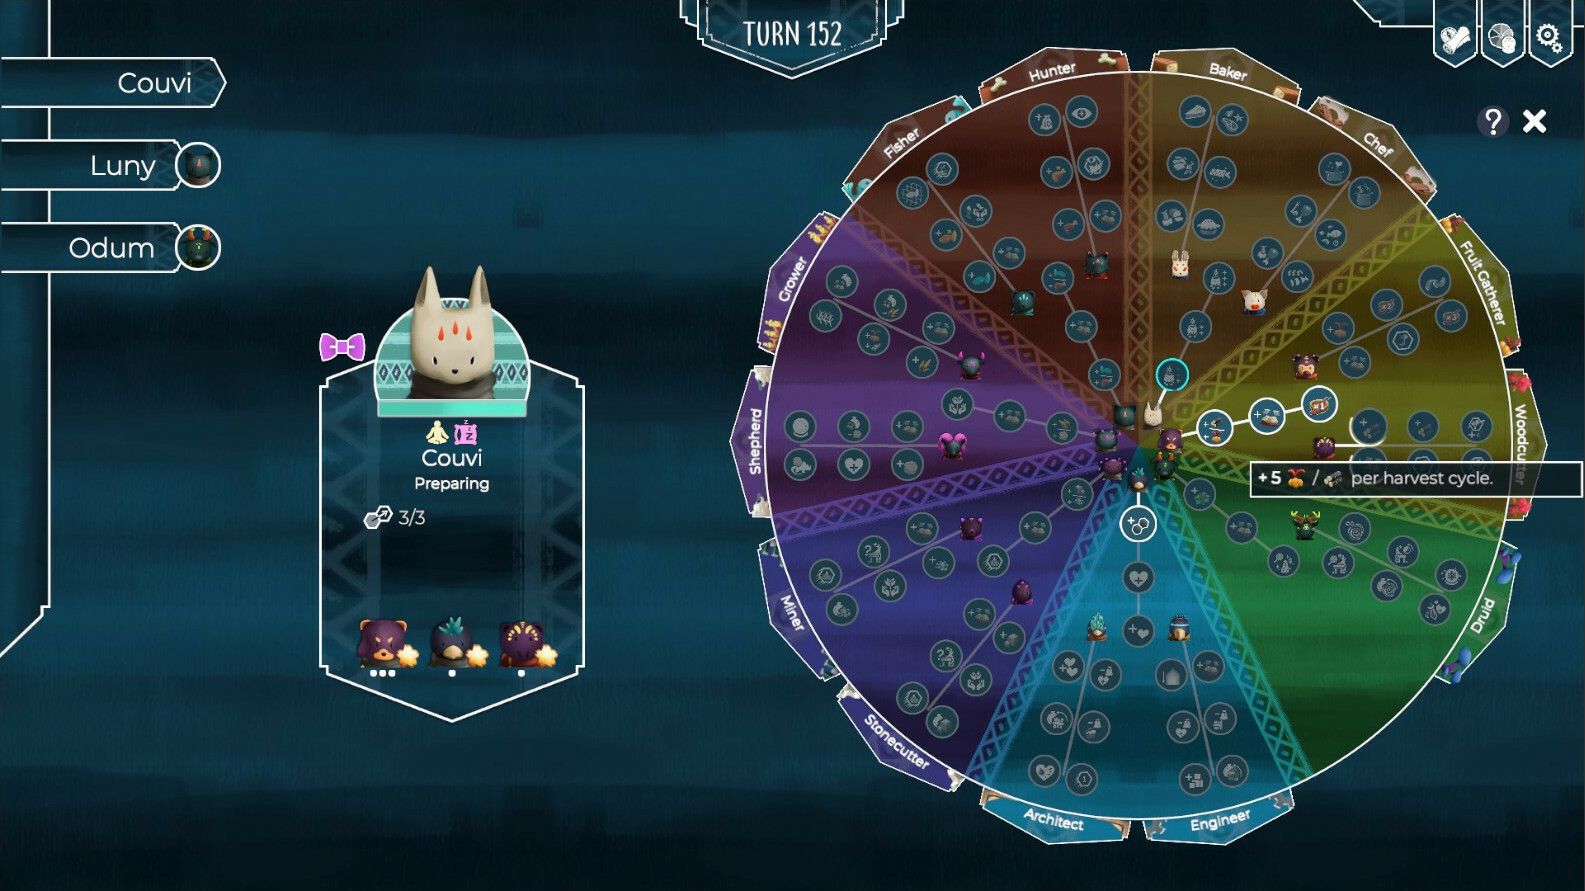 TURN 152
Couvi
Luny
Odum
Couvi
Preparing
3/3
Hunter
Baker
Fisher
Chef
Grower
Fruit Gatherer
Shepherd
Woodcutter
+5 / per harvest cycle.
Miner
Druid
Stonecutter
Architect
Engineer
?